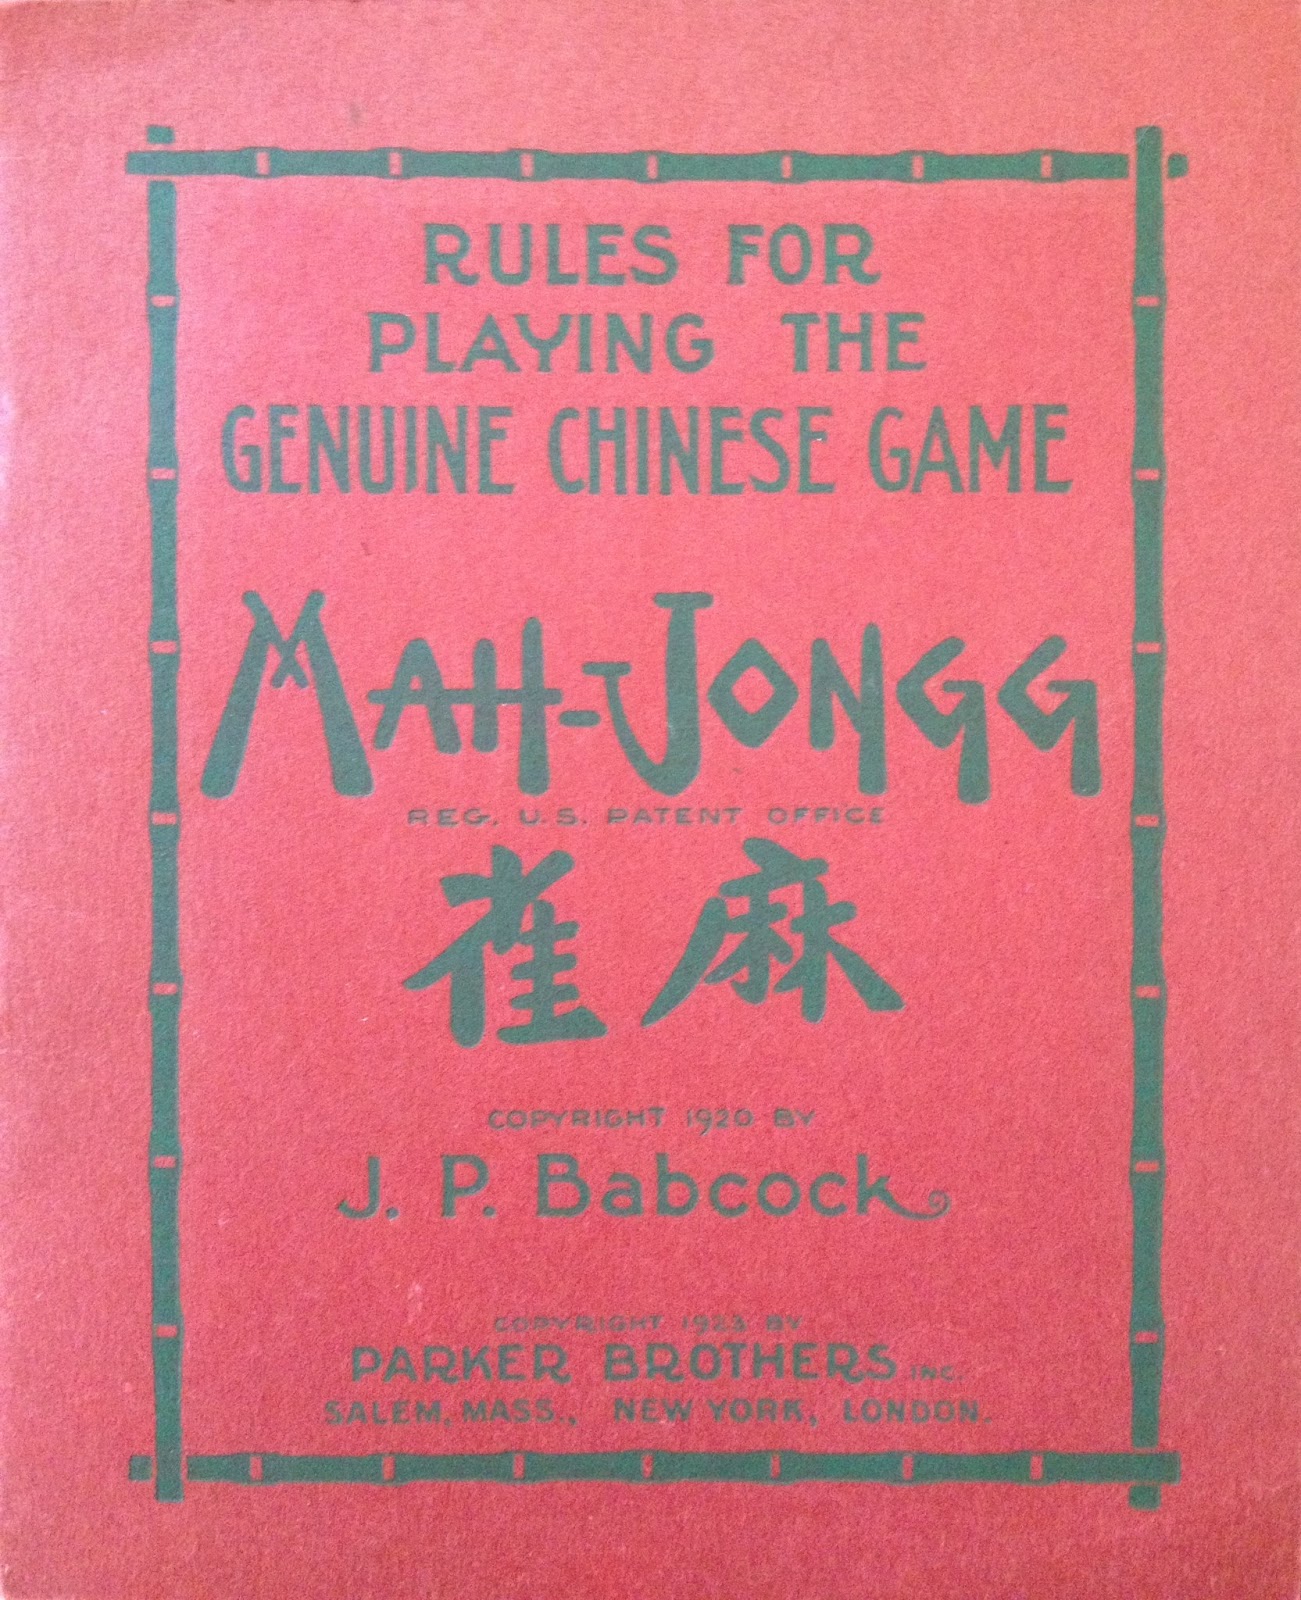 RULES FOR
PLAYING THE
GENUINE CHINESE GAME
MAH-JONGG
REG. U.S. PATENT OFFICE
雀麻
COPYRIGHT 1920 BY
J. P. Babcock
COPYRIGHT 1923 BY
PARKER BROTHERS INC.
SALEM, MASS., NEW YORK, LONDON.